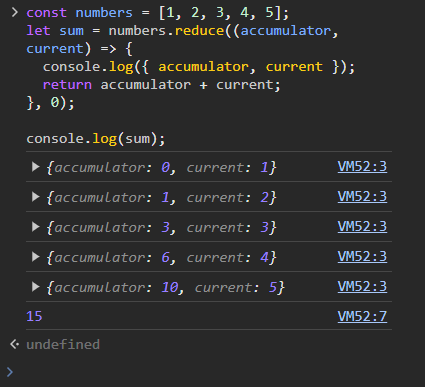 const numbers = [1, 2, 3, 4, 5];
let sum = numbers.reduce((accumulator,
current) => {
  console.log({ accumulator, current });
  return accumulator + current;
}, 0);

console.log(sum);
{accumulator: 0, current: 1} VM52:3
{accumulator: 1, current: 2} VM52:3
{accumulator: 3, current: 3} VM52:3
{accumulator: 6, current: 4} VM52:3
{accumulator: 10, current: 5} VM52:3
15 VM52:7
undefined